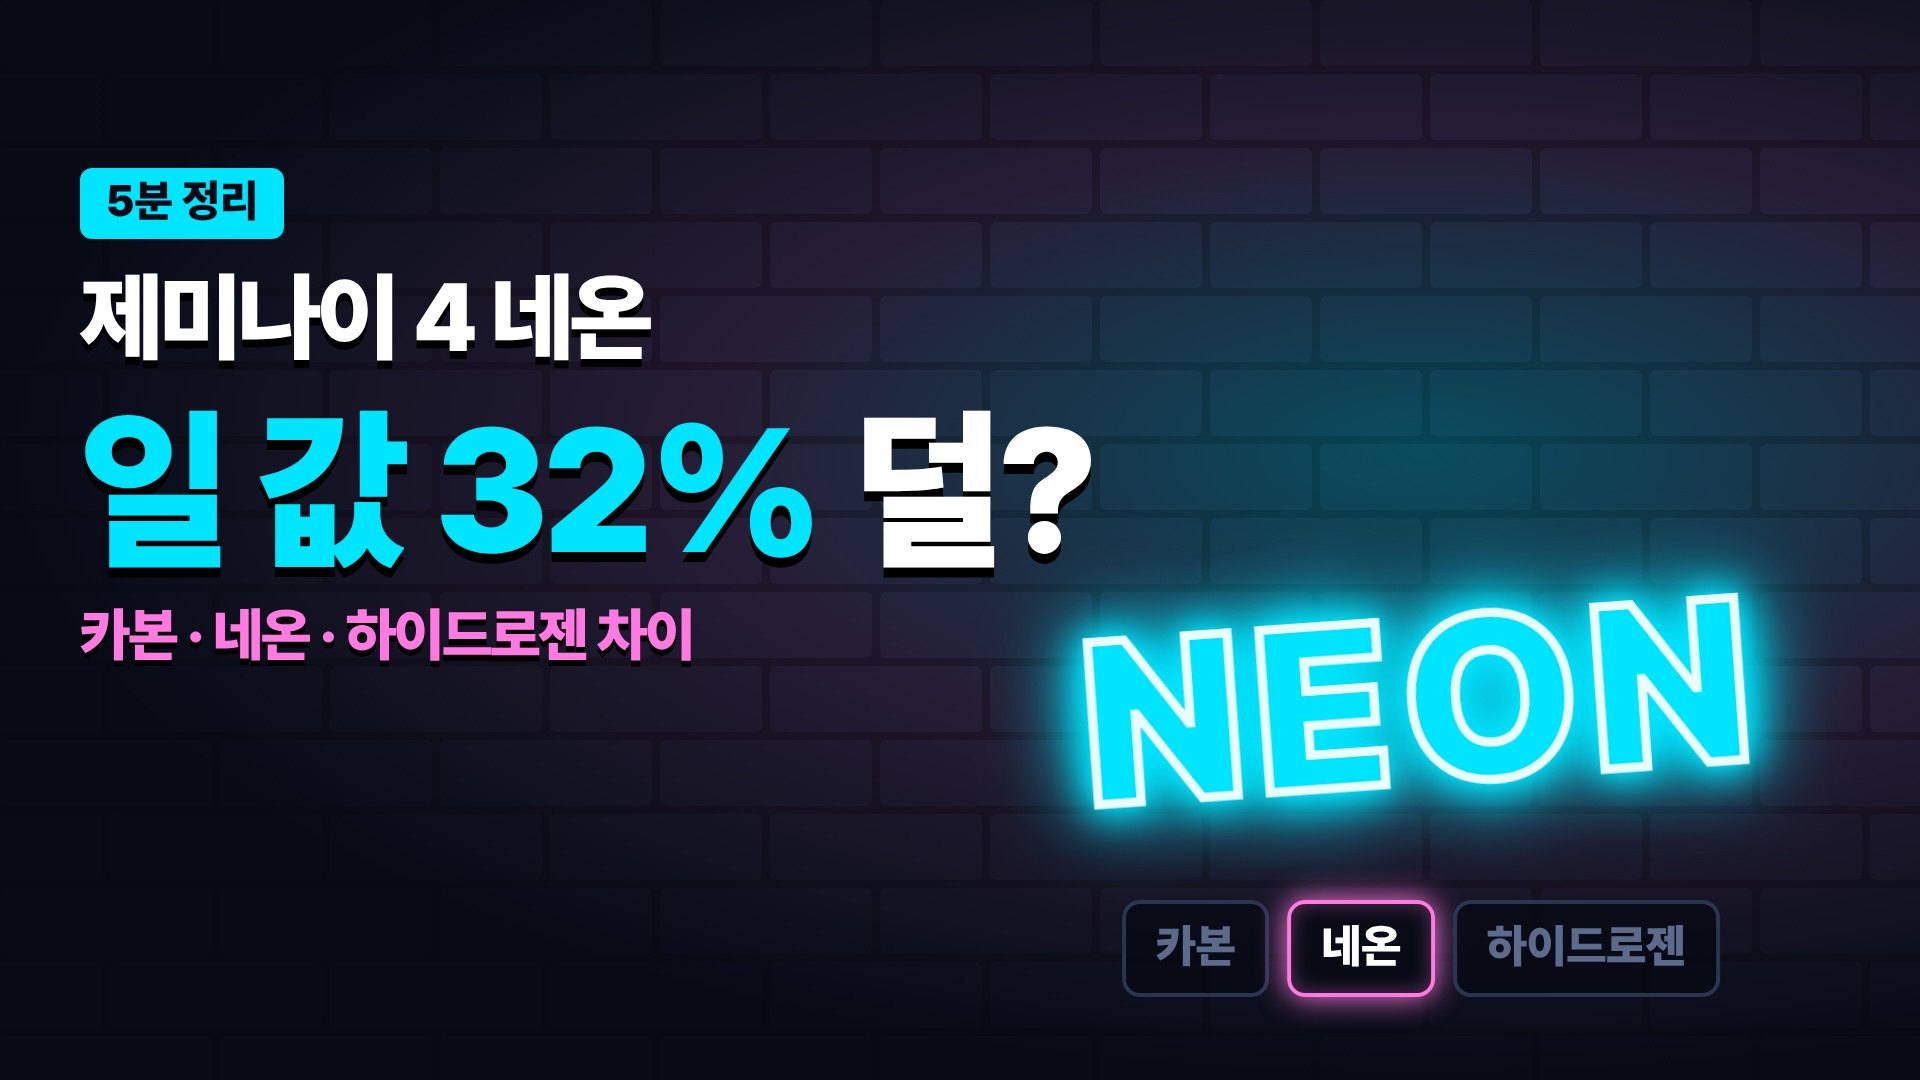 5분 정리
제미나이 4 네온
일 값 32% 덜?
카본 · 네온 · 하이드로젠 차이
NEON
카본 네온 하이드로젠